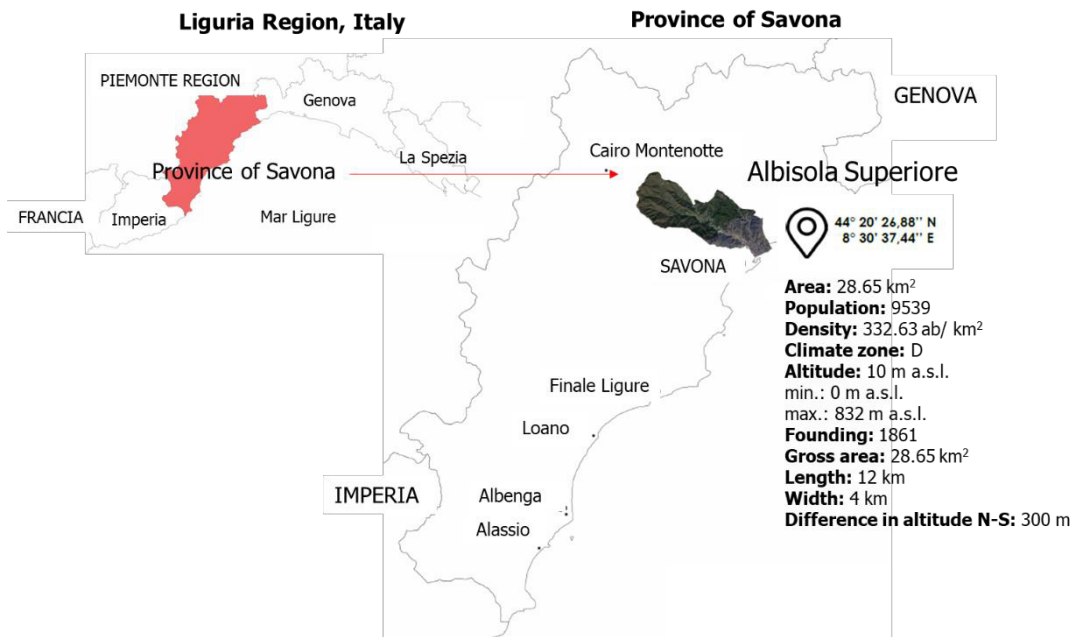 Liguria Region, Italy
Province of Savona
PIEMONTE REGION
Genova
GENOVA
Cairo Montenotte
La Spezia
Province of Savona
Albisola Superiore
FRANCIA
Imperia
Mar Ligure
44° 20' 26,88'' N
8° 30' 37,44'' E
SAVONA
Area: 28.65 km²
Population: 9539
Density: 332.63 ab/ km²
Climate zone: D
Altitude: 10 m a.s.l.
min.: 0 m a.s.l.
max.: 832 m a.s.l.
Founding: 1861
Gross area: 28.65 km²
Length: 12 km
Width: 4 km
Difference in altitude N-S: 300 m
Finale Ligure
Loano
IMPERIA
Albenga
Alassio